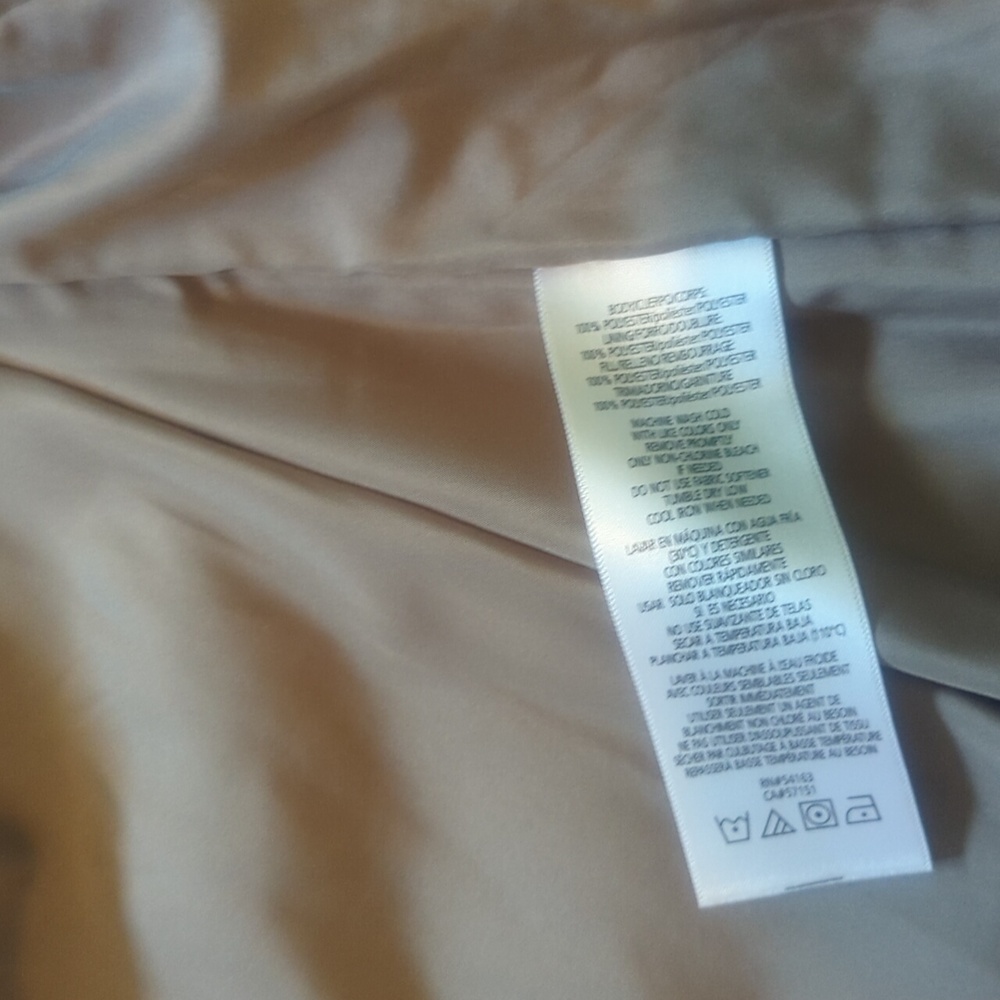 BODY/CUERPO/CORPS:
100% POLYESTER/poliéster/POLYESTER
LINING/FORRO/DOUBLURE:
100% POLYESTER/poliéster/POLYESTER
FILL/RELLENO/REMBOURRAGE
100% POLYESTER/poliéster/POLYESTER
TRIM/ADORNO/GARNITURE
100% POLYESTER/poliéster/POLYESTER
MACHINE WASH COLD
WITH LIKE COLORS ONLY
REMOVE PROMPTLY
ONLY NON-CHLORINE BLEACH
IF NEEDED
DO NOT USE FABRIC SOFTENER
TUMBLE DRY LOW
COOL IRON WHEN NEEDED
LAVAR EN MÁQUINA CON AGUA FRÍA
(30°C) Y DETERGENTE
CON COLORES SIMILARES
REMOVER RÁPIDAMENTE
USAR SOLO BLANQUEADOR SIN CLORO
SI ES NECESARIO
NO USE SUAVIZANTE DE TELAS
SECAR A TEMPERATURA BAJA
PLANCHAR A TEMPERATURA BAJA (110°C)
LAVER À LA MACHINE À L'EAU FROIDE
AVEC COULEURS SEMBLABLES SEULEMENT
SORTIR IMMÉDIATEMENT
UTILISER SEULEMENT UN AGENT DE
BLANCHIMENT NON CHLORÉ AU BESOIN
NE PAS UTILISER D'ASSOUPLISSANT DE TISSU
SÉCHER PAR CULBUTAGE À BASSE TEMPÉRATURE
REPASSER À BASSE TEMPÉRATURE AU BESOIN
RN#54163
CA#57151